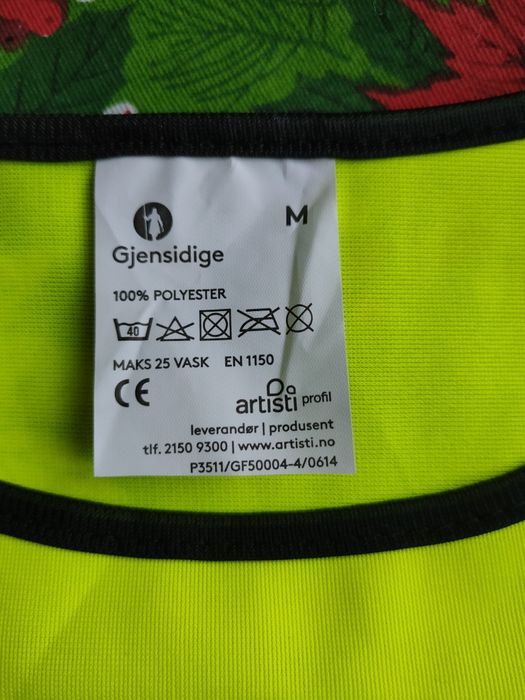 M
Gjensidige
100% POLYESTER
40
MAKS 25 VASK EN 1150
CE
artisti profil
leverandør | produsent
tlf. 2150 9300 | www.artisti.no
P3511/GF50004-4/0614